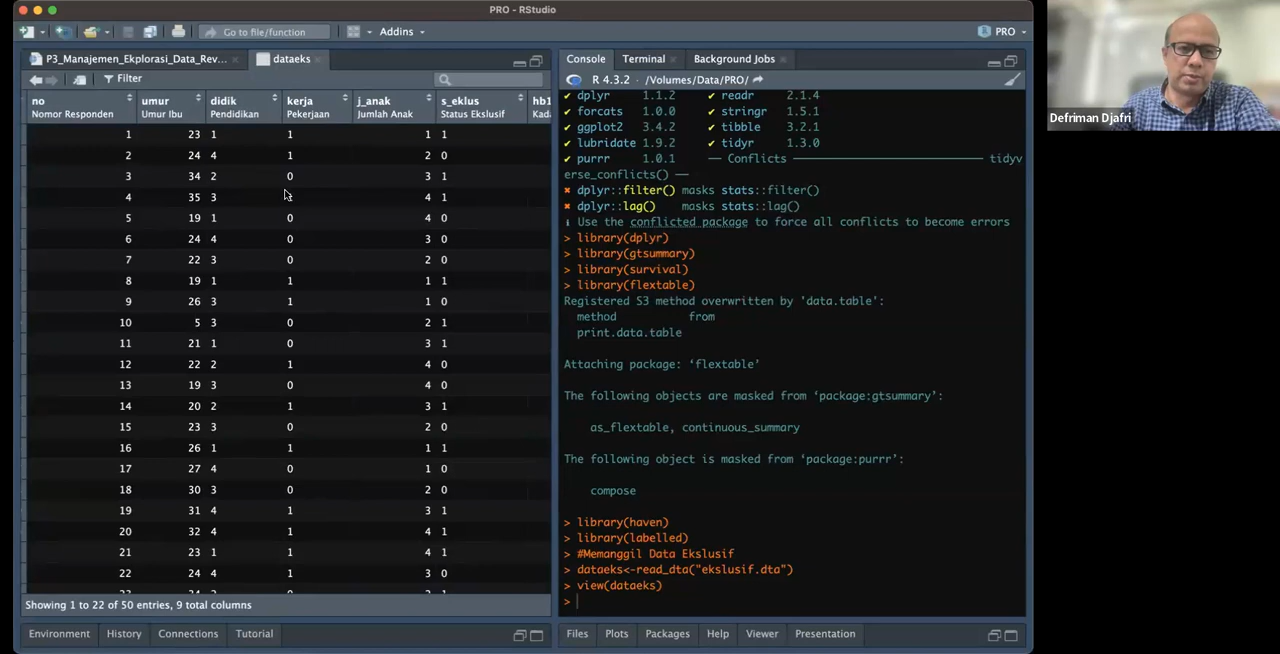 PRO - RStudio
Go to file/function
Addins
PRO
P3_Manajemen_Ekplorasi_Data_Rev...
dataeks
Filter
no umur didik kerja j_anak s_eklus hb1
Nomor Responden Umur Ibu Pendidikan Pekerjaan Jumlah Anak Status Ekslusif Kada
1 23 1 1 1 1
2 24 4 1 2 0
3 34 2 0 3 1
4 35 3 1 4 1
5 19 1 0 4 0
6 24 4 0 3 0
7 22 3 0 2 0
8 19 1 1 1 1
9 26 3 1 1 0
10 5 3 0 2 1
11 21 1 0 3 1
12 22 2 1 4 0
13 19 3 0 4 0
14 20 2 1 3 1
15 23 3 0 2 0
16 26 1 1 1 1
17 27 4 0 1 0
18 30 3 0 2 0
19 31 4 1 3 1
20 32 4 1 4 1
21 23 1 1 4 1
22 24 4 1 3 0
Showing 1 to 22 of 50 entries, 9 total columns
Environment History Connections Tutorial
Console Terminal Background Jobs
R 4.3.2 · /Volumes/Data/PRO/
✔ dplyr 1.1.2 ✔ readr 2.1.4
✔ forcats 1.0.0 ✔ stringr 1.5.1
✔ ggplot2 3.4.2 ✔ tibble 3.2.1
✔ lubridate 1.9.2 ✔ tidyr 1.3.0
✔ purrr 1.0.1 ── Conflicts ──────────────── tidyv
erse_conflicts() ──
✖ dplyr::filter() masks stats::filter()
✖ dplyr::lag() masks stats::lag()
ℹ Use the conflicted package to force all conflicts to become errors
> library(dplyr)
> library(gtsummary)
> library(survival)
> library(flextable)
Registered S3 method overwritten by 'data.table':
method from
print.data.table
Attaching package: ‘flextable’
The following objects are masked from ‘package:gtsummary’:
as_flextable, continuous_summary
The following object is masked from ‘package:purrr’:
compose
> library(haven)
> library(labelled)
> #Memanggil Data Ekslusif
> dataeks<-read_dta("ekslusif.dta")
> view(dataeks)
>
Files Plots Packages Help Viewer Presentation
Defriman Djafri